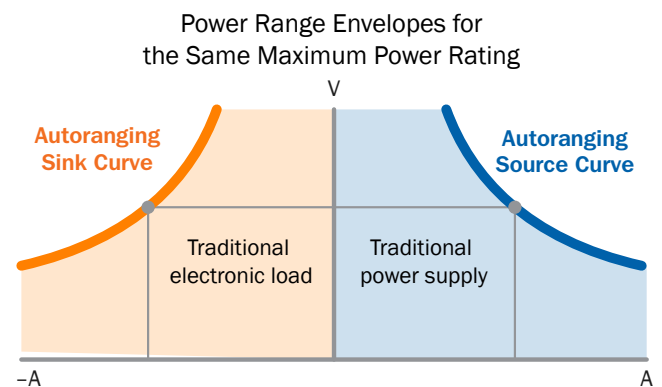 Power Range Envelopes for
the Same Maximum Power Rating
V
Autoranging
Sink Curve
Autoranging
Source Curve
Traditional
electronic load
Traditional
power supply
–A
A